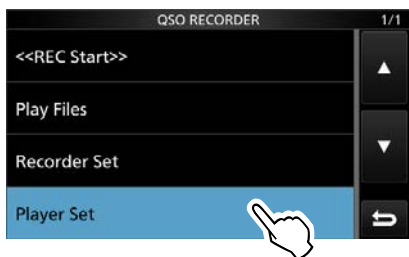 QSO RECORDER 1/1
<<REC Start>>
Play Files
Recorder Set
Player Set